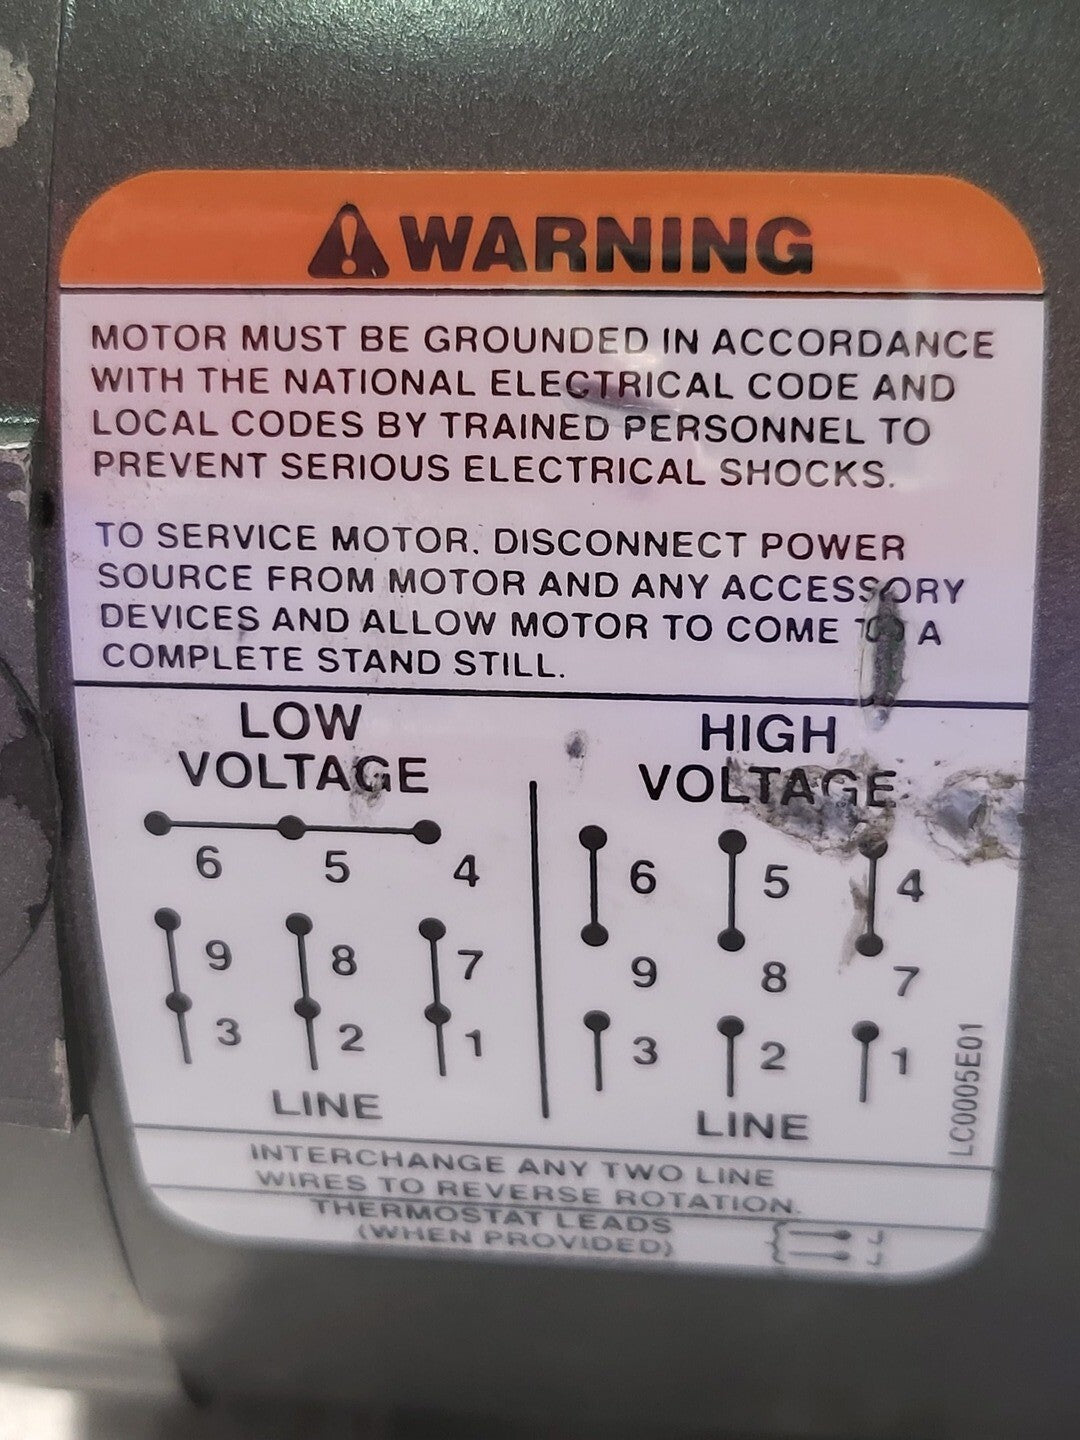 WARNING
MOTOR MUST BE GROUNDED IN ACCORDANCE
WITH THE NATIONAL ELECTRICAL CODE AND
LOCAL CODES BY TRAINED PERSONNEL TO
PREVENT SERIOUS ELECTRICAL SHOCKS.
TO SERVICE MOTOR. DISCONNECT POWER
SOURCE FROM MOTOR AND ANY ACCESSORY
DEVICES AND ALLOW MOTOR TO COME TO A
COMPLETE STAND STILL.
LOW
VOLTAGE
6 5 4
9 8 7
3 2 1
LINE
HIGH
VOLTAGE
6 5 4
9 8 7
3 2 1
LINE
LC0005E01
INTERCHANGE ANY TWO LINE
WIRES TO REVERSE ROTATION.
THERMOSTAT LEADS
(WHEN PROVIDED)
J
J